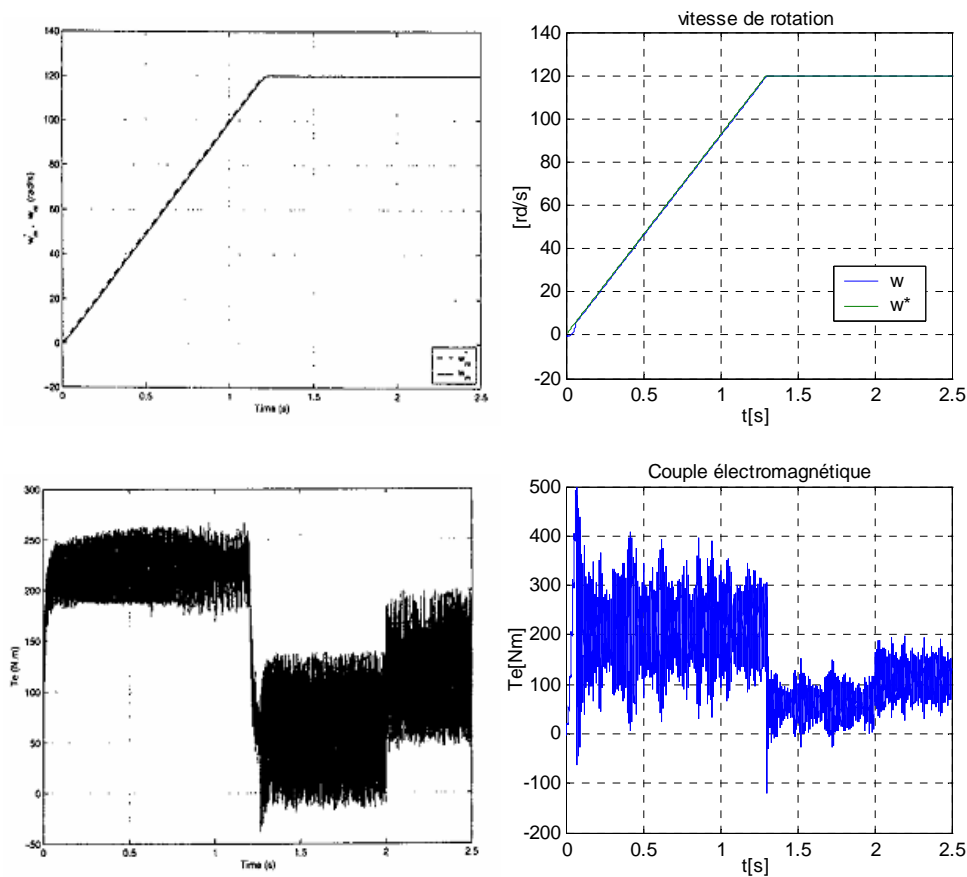 vitesse de rotation
140
120
100
80
60
40
20
0
-20
0 0.5 1 1.5 2 2.5
Time (s)
140
120
100
80
60
40
20
0
-20
[rd/s]
w
w*
0 0.5 1 1.5 2 2.5
t[s]
300
250
200
150
100
50
0
-50
Te (N.m)
0 0.5 1 1.5 2 2.5
Time (s)
Couple électromagnétique
500
400
300
200
100
0
-100
-200
Te[Nm]
0 0.5 1 1.5 2 2.5
t[s]